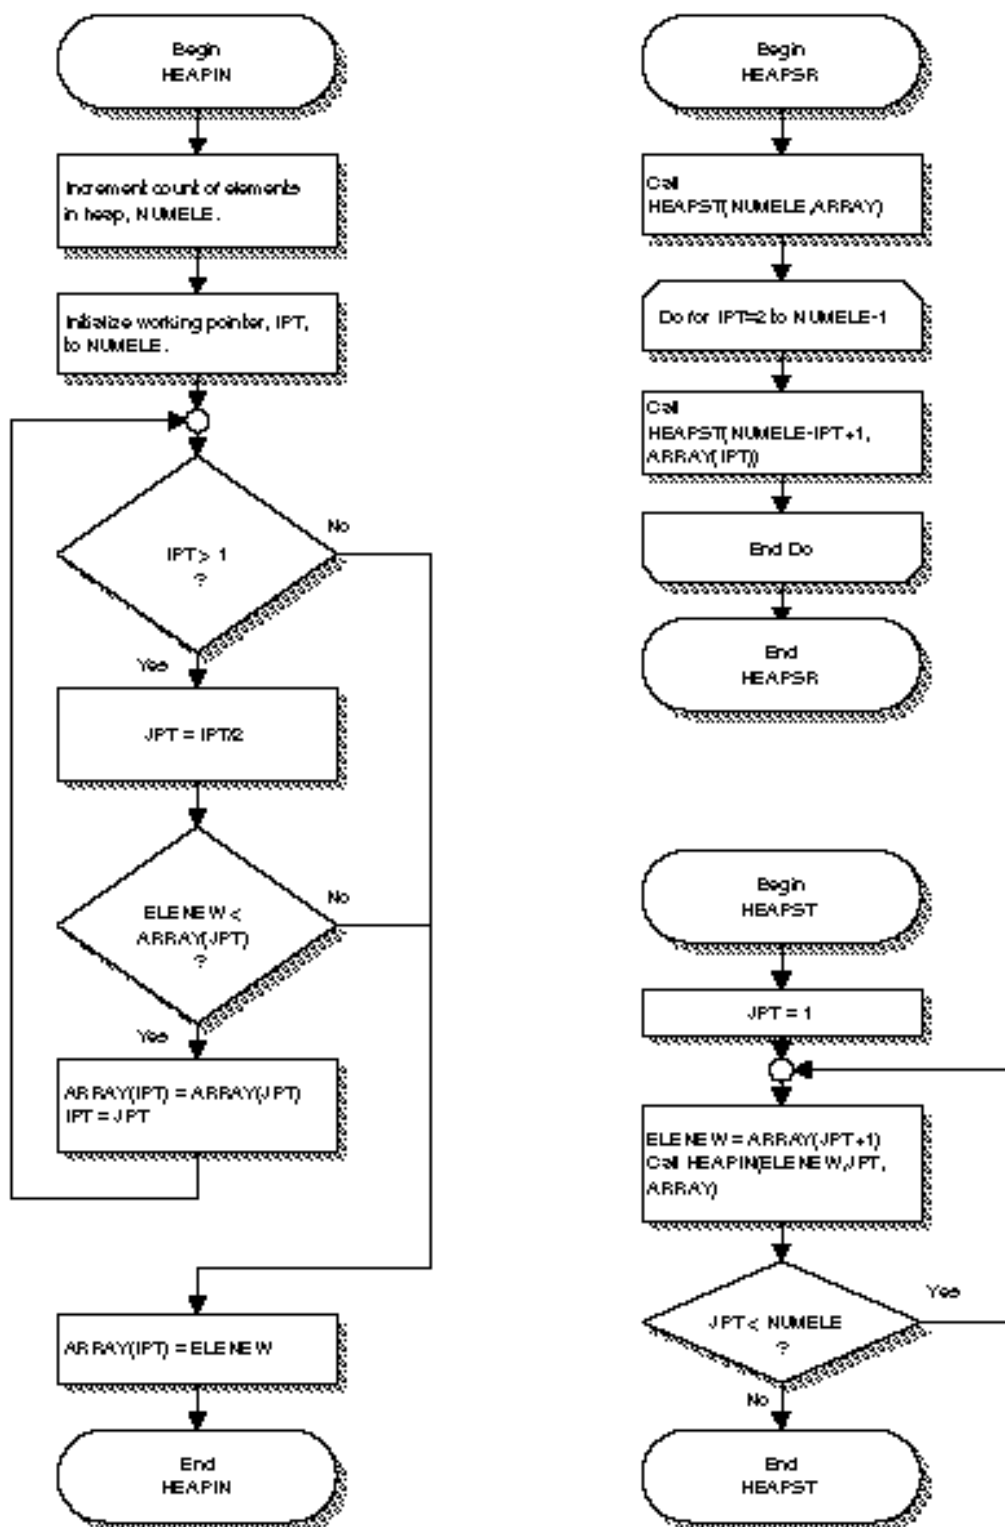 Begin
HEAPIN
Increment count of elements
in heap, NUMELE.
Initialize working pointer, IPT,
to NUMELE.
IPT > 1
?
No
Yes
JPT = IPT/2
ELENEW <
ARRAY(JPT)
?
No
Yes
ARRAY(IPT) = ARRAY(JPT)
IPT = JPT
ARRAY(IPT) = ELENEW
End
HEAPIN
Begin
HEAPSR
Call
HEAPST(NUMELE,ARRAY)
Do for IPT=2 to NUMELE-1
Call
HEAPST(NUMELE-IPT+1,
ARRAY(IPT))
End Do
End
HEAPSR
Begin
HEAPST
JPT = 1
ELENEW = ARRAY(JPT+1)
Call HEAPIN(ELENEW,JPT,
ARRAY)
JPT < NUMELE
?
Yes
No
End
HEAPST